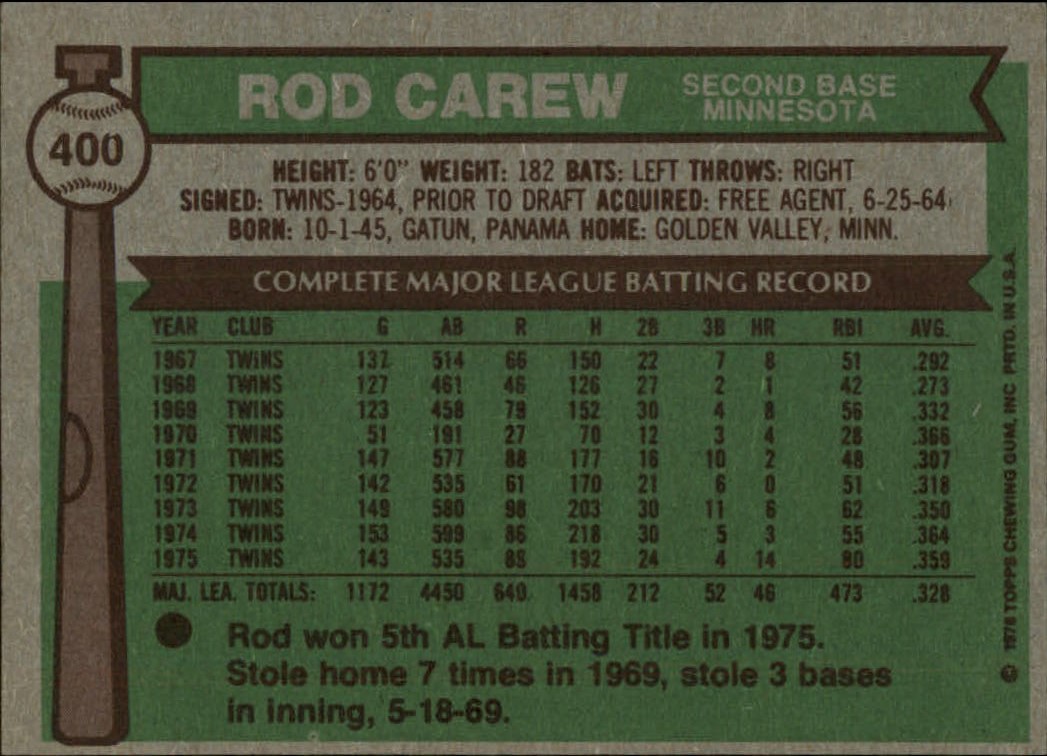 ROD CAREW SECOND BASE
MINNESOTA
400
HEIGHT: 6'0" WEIGHT: 182 BATS: LEFT THROWS: RIGHT
SIGNED: TWINS-1964, PRIOR TO DRAFT ACQUIRED: FREE AGENT, 6-25-64
BORN: 10-1-45, GATUN, PANAMA HOME: GOLDEN VALLEY, MINN.
COMPLETE MAJOR LEAGUE BATTING RECORD
YEAR CLUB G AB R H 2B 3B HR RBI AVG.
1967 TWINS 137 514 66 150 22 7 8 51 .292
1968 TWINS 127 461 46 126 27 2 1 42 .273
1969 TWINS 123 458 79 152 30 4 8 56 .332
1970 TWINS 51 191 27 70 12 3 4 28 .366
1971 TWINS 147 577 88 177 16 10 2 48 .307
1972 TWINS 142 535 61 170 21 6 0 51 .318
1973 TWINS 149 580 98 203 30 11 6 62 .350
1974 TWINS 153 599 86 218 30 5 3 55 .364
1975 TWINS 143 535 89 192 24 4 14 80 .359
MAJ. LEA. TOTALS: 1172 4450 640 1458 212 52 46 473 .328
Rod won 5th AL Batting Title in 1975.
Stole home 7 times in 1969, stole 3 bases
in inning, 5-18-69.
© 1976 TOPPS CHEWING GUM, INC PRTD. IN U.S.A.